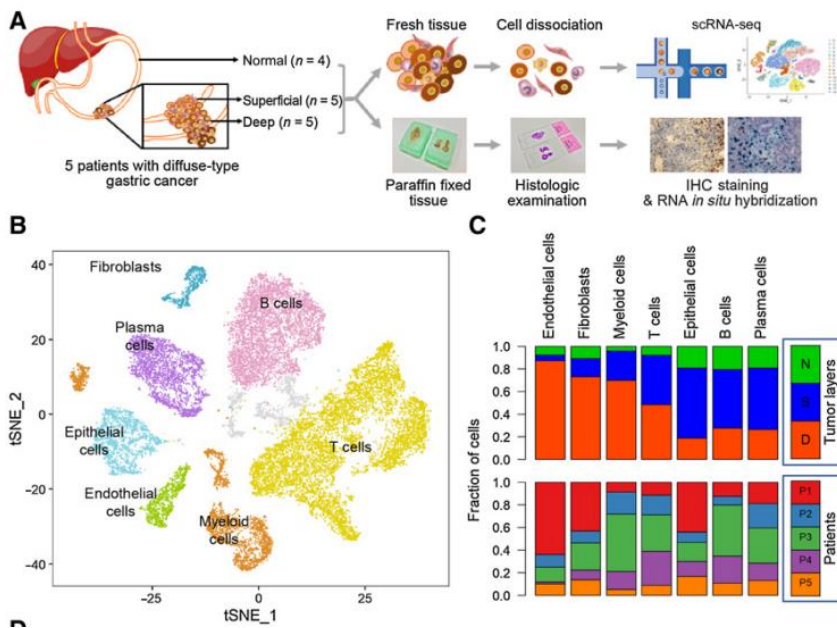 A
Fresh tissue
Cell dissociation
scRNA-seq
Normal (n = 4)
Superficial (n = 5)
Deep (n = 5)
5 patients with diffuse-type
gastric cancer
Paraffin fixed
tissue
Histologic
examination
IHC staining
& RNA in situ hybridization
B
Fibroblasts
B cells
Plasma
cells
T cells
Epithelial
cells
Endothelial
cells
Myeloid
cells
40
20
0
−20
−40
tSNE_2
−25
0
25
tSNE_1
C
Endothelial cells
Fibroblasts
Myeloid cells
T cells
Epithelial cells
B cells
Plasma cells
1.0
0.8
0.6
0.4
0.2
0.0
N
S
D
Tumor layers
Fraction of cells
1.0
0.8
0.6
0.4
0.2
0.0
P1
P2
P3
P4
P5
Patients